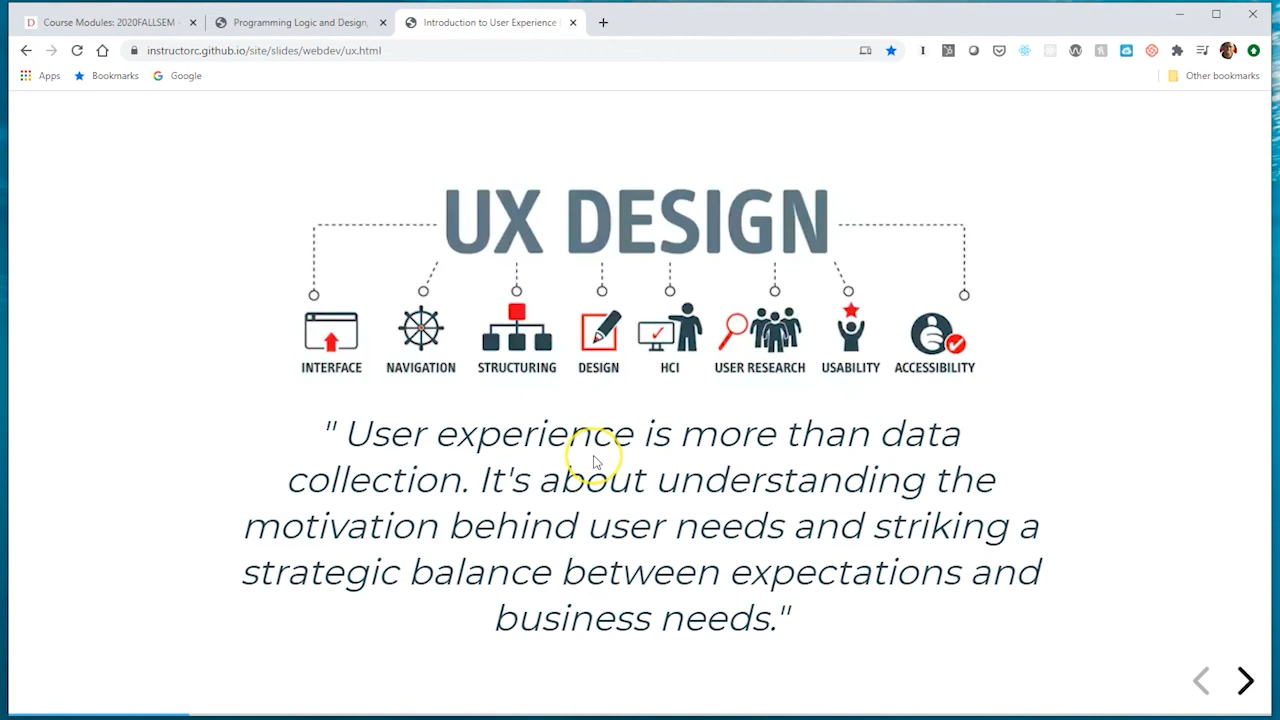 Course Modules: 2020FALLSEM
Programming Logic and Design,
Introduction to User Experience
instructorc.github.io/site/slides/webdev/ux.html
Apps
Bookmarks
Google
Other bookmarks
UX DESIGN
INTERFACE
NAVIGATION
STRUCTURING
DESIGN
HCI
USER RESEARCH
USABILITY
ACCESSIBILITY
" User experience is more than data
collection. It's about understanding the
motivation behind user needs and striking a
strategic balance between expectations and
business needs."